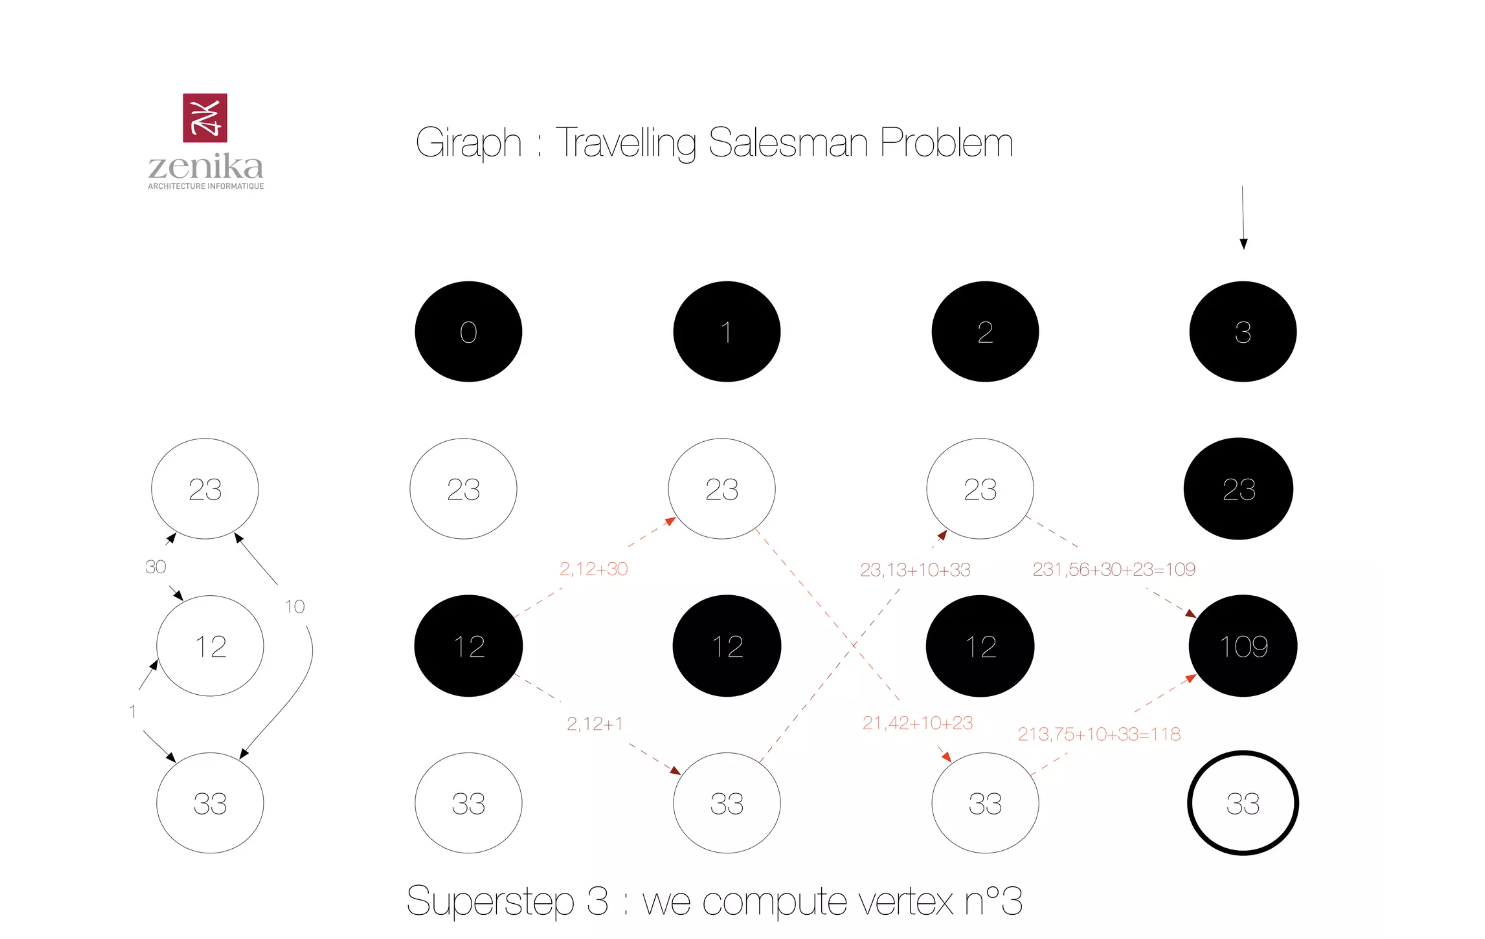 ZNK
zenika
ARCHITECTURE INFORMATIQUE
Giraph : Travelling Salesman Problem
0 1 2 3
23 23 23 23 23
30 2,12+30 23,13+10+33 231,56+30+23=109
10
12 12 12 12 109
1 2,12+1 21,42+10+23 213,75+10+33=118
33 33 33 33 33
Superstep 3 : we compute vertex n°3